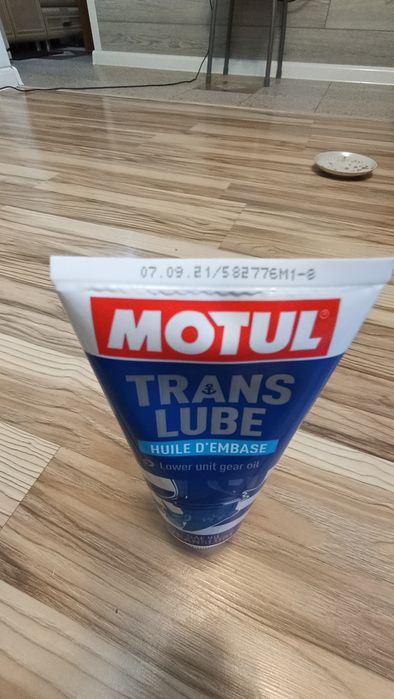 07.09.21/582776M1-8
MOTUL®
TRANS
LUBE
HUILE D'EMBASE
Lower unit gear oil